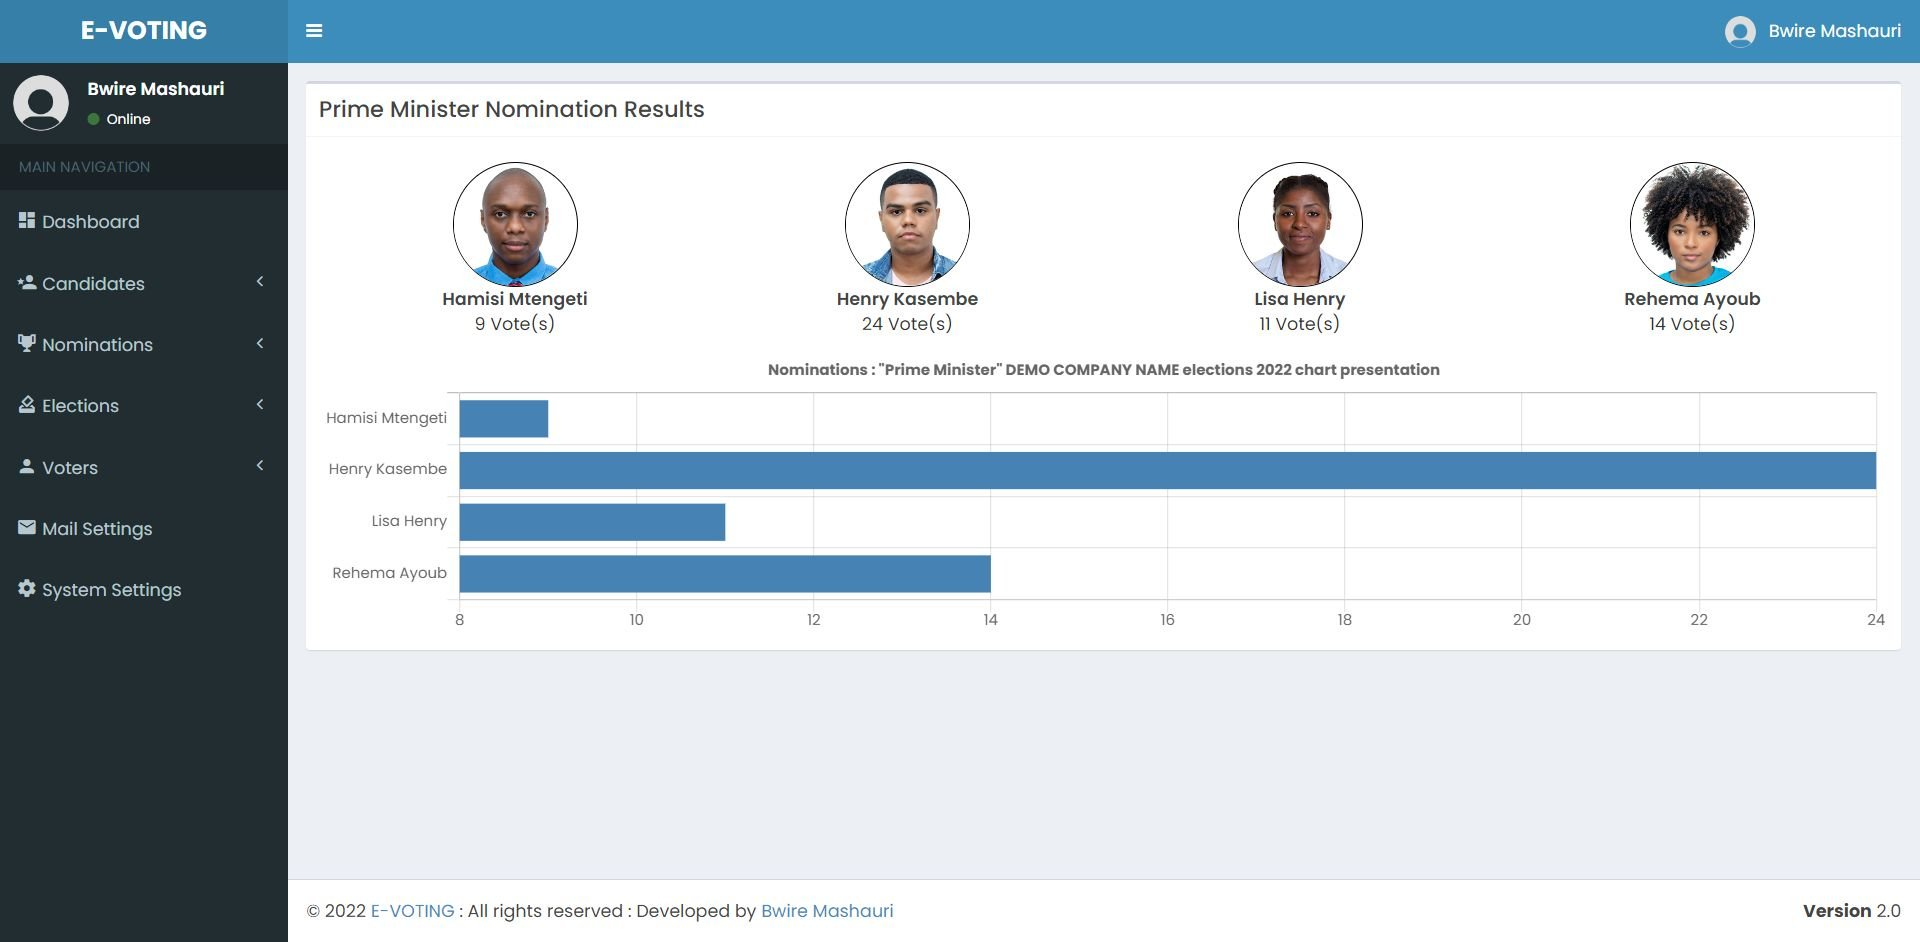 E-VOTING
Bwire Mashauri
Bwire Mashauri
Online
MAIN NAVIGATION
Dashboard
Candidates
Nominations
Elections
Voters
Mail Settings
System Settings
Prime Minister Nomination Results
Hamisi Mtengeti
9 Vote(s)
Henry Kasembe
24 Vote(s)
Lisa Henry
11 Vote(s)
Rehema Ayoub
14 Vote(s)
Nominations : "Prime Minister" DEMO COMPANY NAME elections 2022 chart presentation
Hamisi Mtengeti
Henry Kasembe
Lisa Henry
Rehema Ayoub
8 10 12 14 16 18 20 22 24
© 2022 E-VOTING : All rights reserved : Developed by Bwire Mashauri
Version 2.0